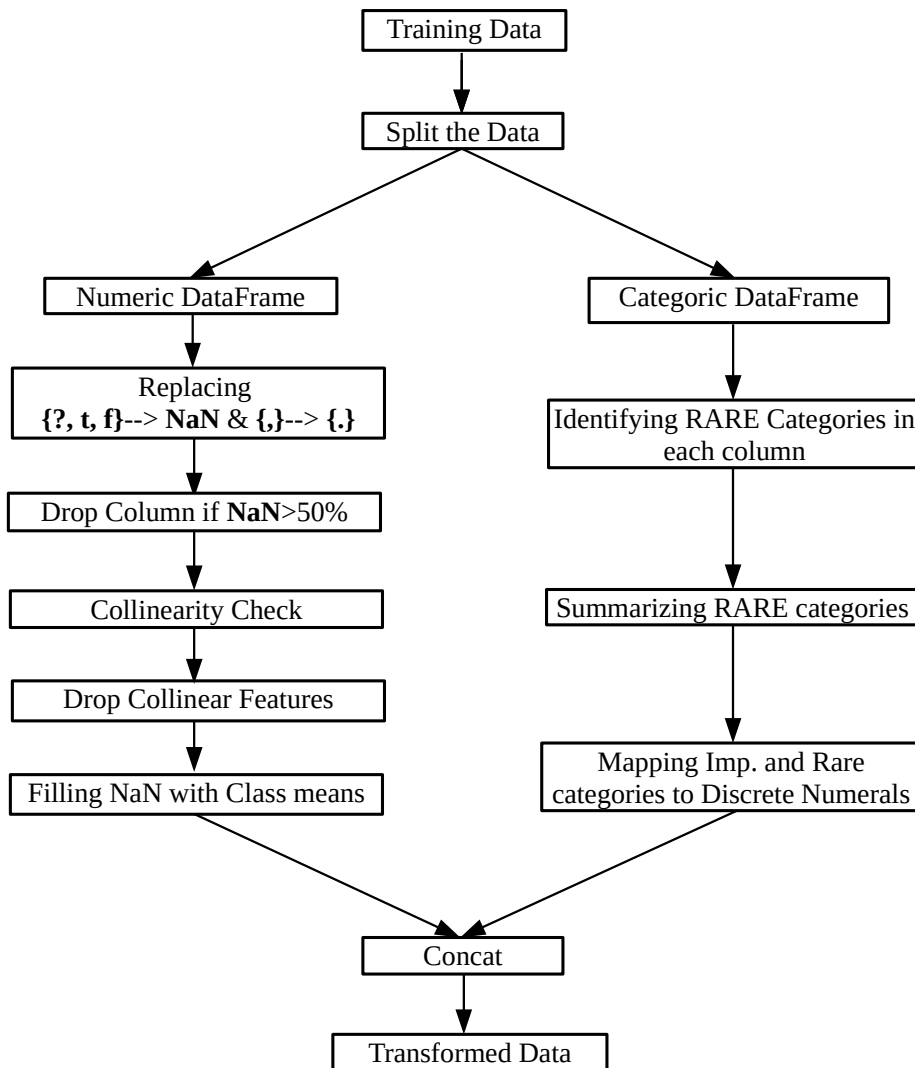 Training Data
Split the Data
Numeric DataFrame
Categoric DataFrame
Replacing
{?, t, f}--> NaN & {,}--> {.}
Identifying RARE Categories in
each column
Drop Column if NaN>50%
Collinearity Check
Summarizing RARE categories
Drop Collinear Features
Filling NaN with Class means
Mapping Imp. and Rare
categories to Discrete Numerals
Concat
Transformed Data